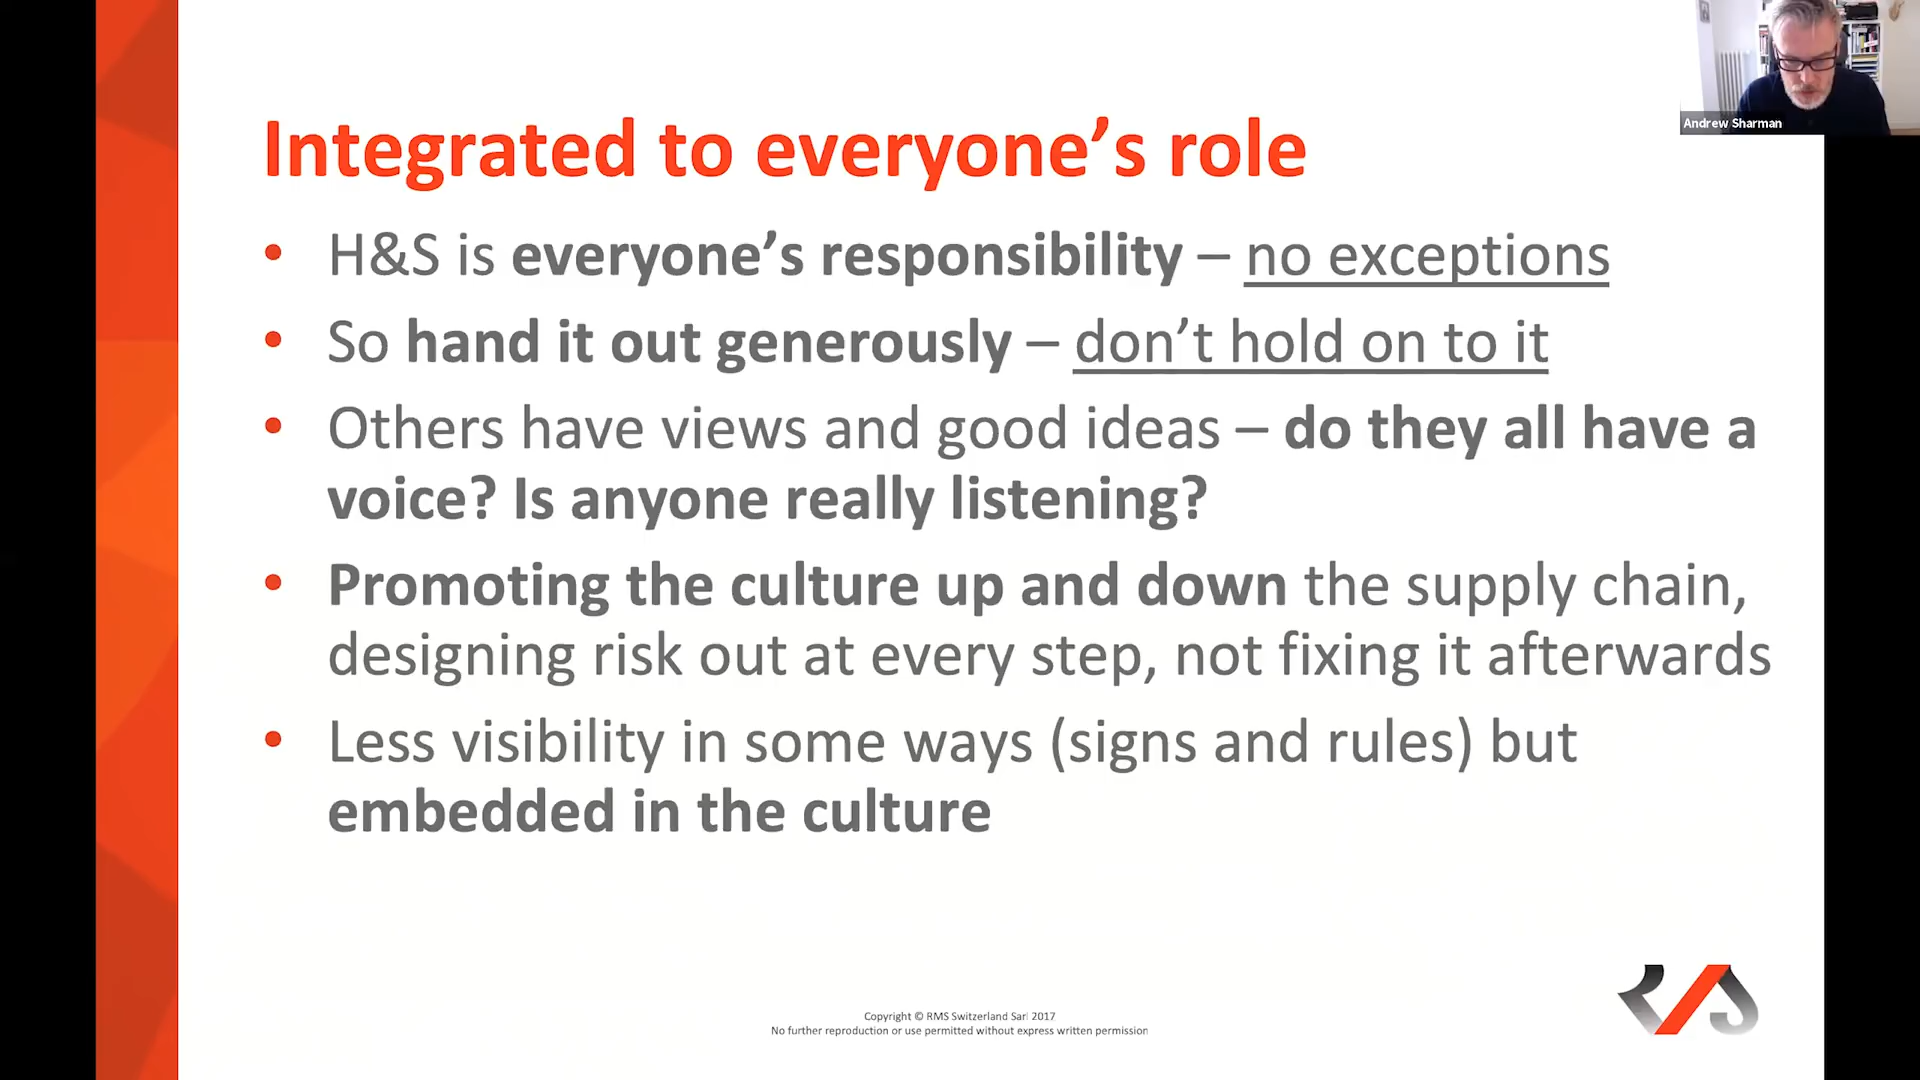 Andrew Sharman
Integrated to everyone’s role
• H&S is everyone’s responsibility – no exceptions
• So hand it out generously – don’t hold on to it
• Others have views and good ideas – do they all have a
voice? Is anyone really listening?
• Promoting the culture up and down the supply chain,
designing risk out at every step, not fixing it afterwards
• Less visibility in some ways (signs and rules) but
embedded in the culture
Copyright © RMS Switzerland Sarl 2017
No further reproduction or use permitted without express written permission